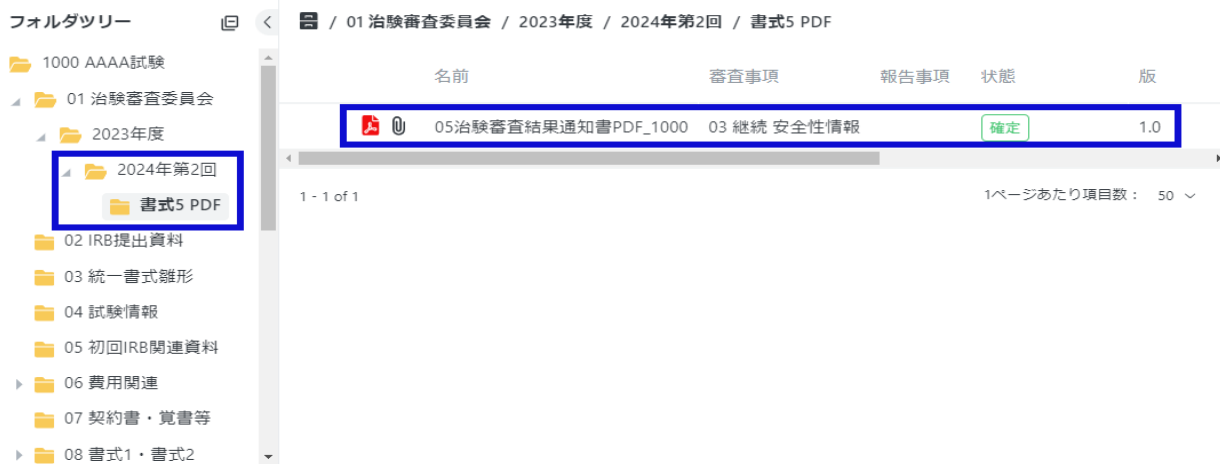 フォルダツリー
/ 01 治験審査委員会 / 2023年度 / 2024年第2回 / 書式5 PDF
1000 AAAA試験
01 治験審査委員会
2023年度
2024年第2回
書式5 PDF
02 IRB提出資料
03 統一書式雛形
04 試験情報
05 初回IRB関連資料
06 費用関連
07 契約書・覚書等
08 書式1・書式2
名前 審査事項 報告事項 状態 版
05治験審査結果通知書PDF_1000 03 継続 安全性情報 確定 1.0
1 - 1 of 1 1ページあたり項目数： 50